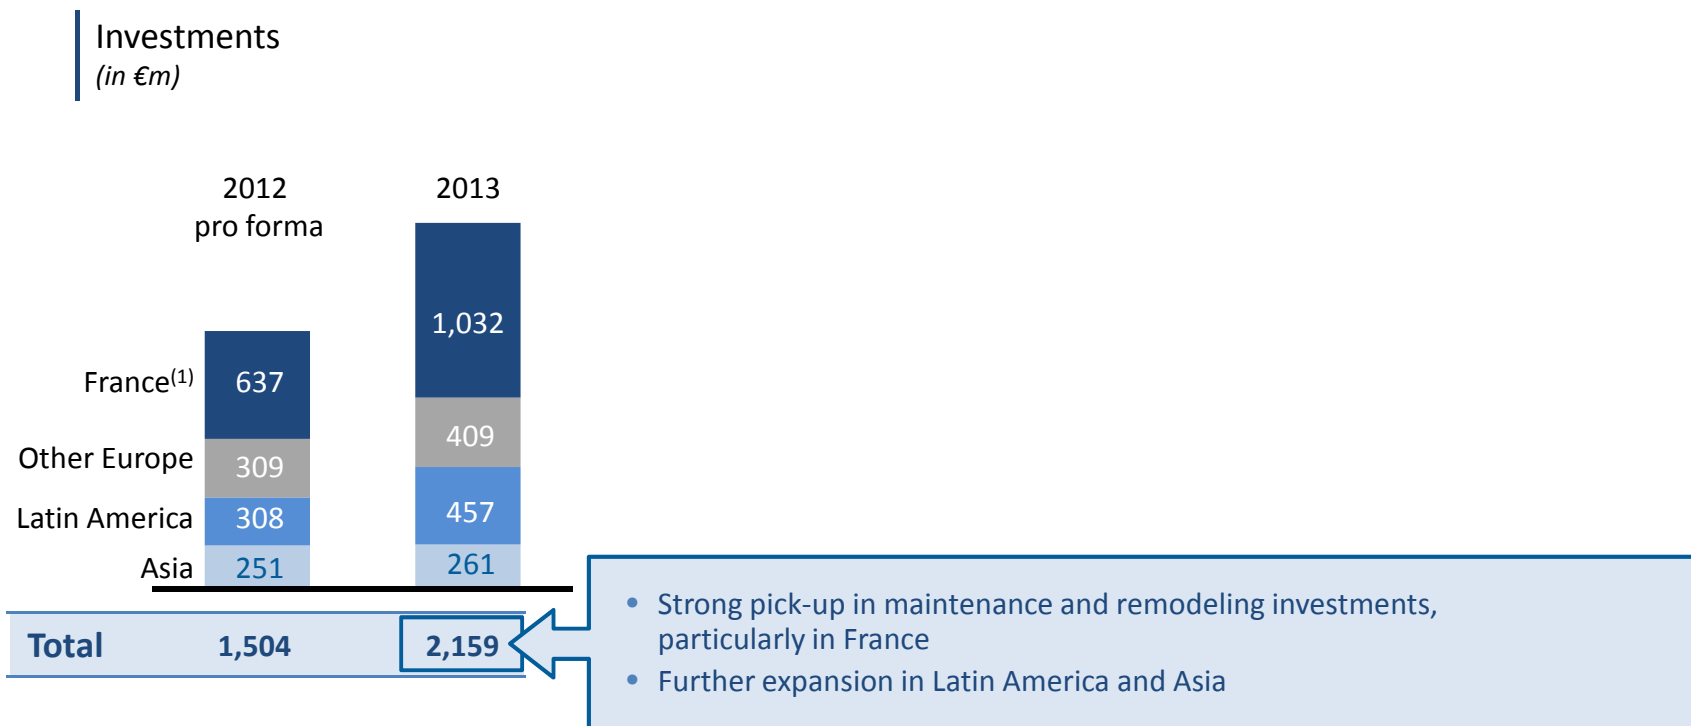 Investments
(in €m)
2012
pro forma
2013
France(1)
637
1,032
Other Europe
309
409
Latin America
308
457
Asia
251
261
Total 1,504 2,159
• Strong pick-up in maintenance and remodeling investments,
particularly in France
• Further expansion in Latin America and Asia